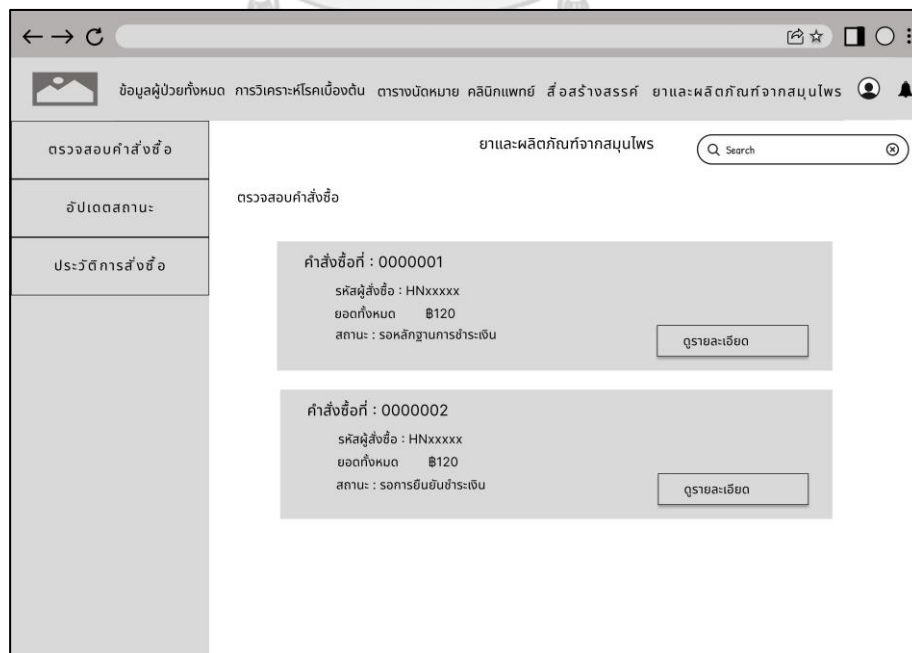 ข้อมูลผู้ป่วยทั้งหมด การวิเคราะห์โรคเบื้องต้น ตารางนัดหมาย คลินิกแพทย์ สื่อสร้างสรรค์ ยาและผลิตภัณฑ์จากสมุนไพร
ตรวจสอบคำสั่งซื้อ
อัปเดตสถานะ
ประวัติการสั่งซื้อ
ยาและผลิตภัณฑ์จากสมุนไพร
Search
ตรวจสอบคำสั่งซื้อ
คำสั่งซื้อที่ : 0000001
รหัสผู้สั่งซื้อ : HNxxxxx
ยอดทั้งหมด ฿120
สถานะ : รอหลักฐานการชำระเงิน
ดูรายละเอียด
คำสั่งซื้อที่ : 0000002
รหัสผู้สั่งซื้อ : HNxxxxx
ยอดทั้งหมด ฿120
สถานะ : รอการยืนยันชำระเงิน
ดูรายละเอียด